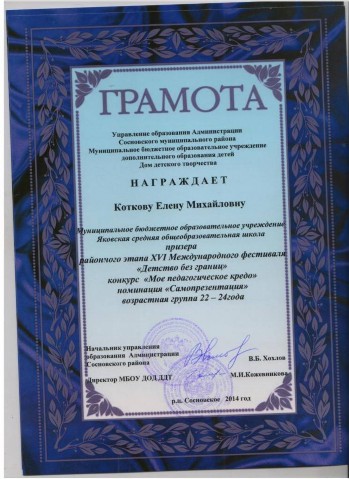 ГРАМОТА
Управление образования Администрации
Сосновского муниципального района
Муниципальное бюджетное образовательное учреждение
дополнительного образования детей
Дом детского творчества
НАГРАЖДАЕТ
Коткову Елену Михайловну
Муниципальное бюджетное образовательное учреждение
Яковская средняя общеобразовательная школа
призера
районного этапа XVI Международного фестиваля
«Детство без границ»
конкурс «Мое педагогическое кредо»
номинация «Самопрезентация»
возрастная группа 22 – 24года
Начальник управления
образования Администрации
Сосновского района В.Б. Хохлов
Директор МБОУ ДОД ДДТ М.И.Кожевникова
р.п. Сосновское 2014 год